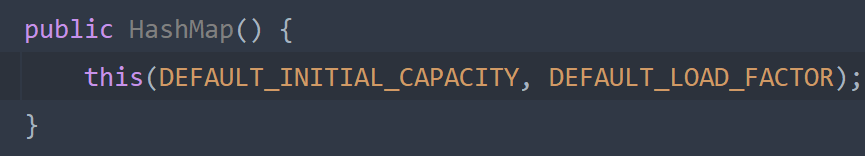 public HashMap() {
this(DEFAULT_INITIAL_CAPACITY, DEFAULT_LOAD_FACTOR);
}